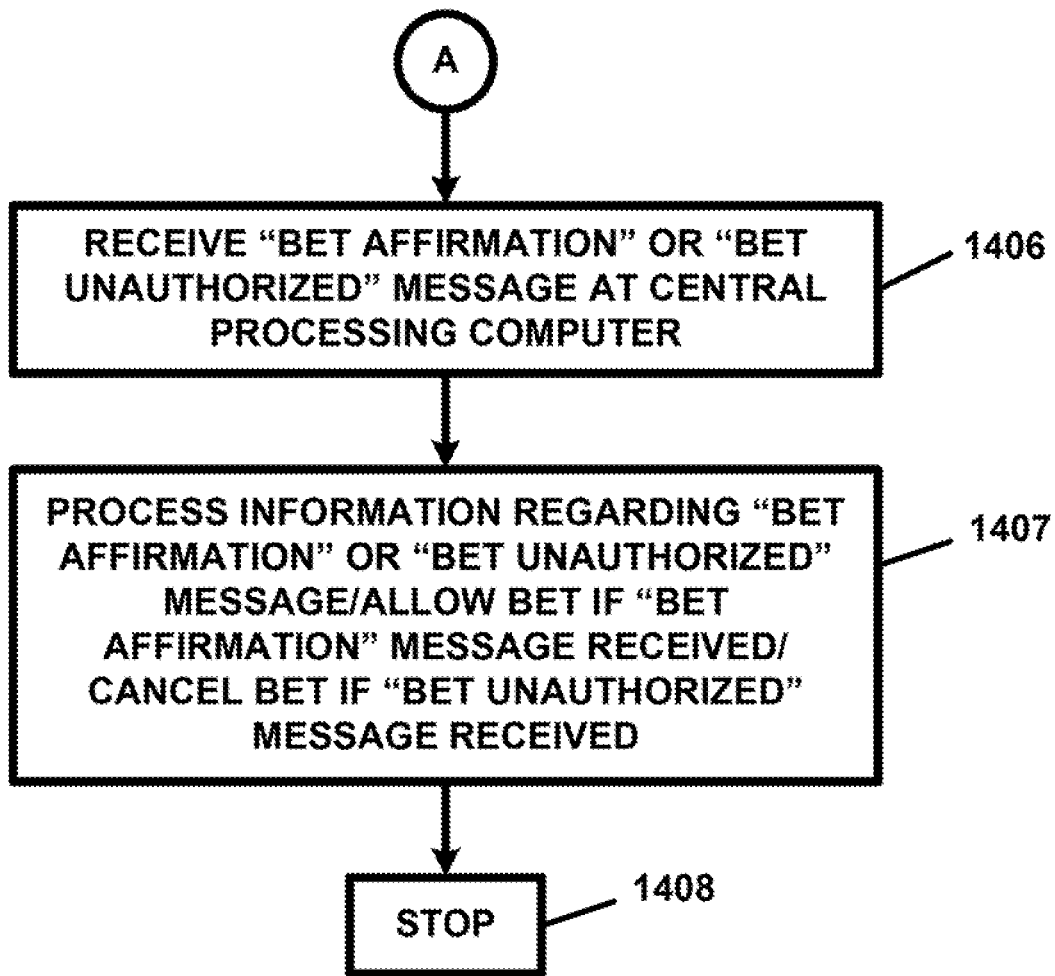 A
RECEIVE “BET AFFIRMATION” OR “BET
UNAUTHORIZED” MESSAGE AT CENTRAL
PROCESSING COMPUTER
1406
PROCESS INFORMATION REGARDING “BET
AFFIRMATION” OR “BET UNAUTHORIZED”
MESSAGE/ALLOW BET IF “BET
AFFIRMATION” MESSAGE RECEIVED/
CANCEL BET IF “BET UNAUTHORIZED”
MESSAGE RECEIVED
1407
STOP
1408